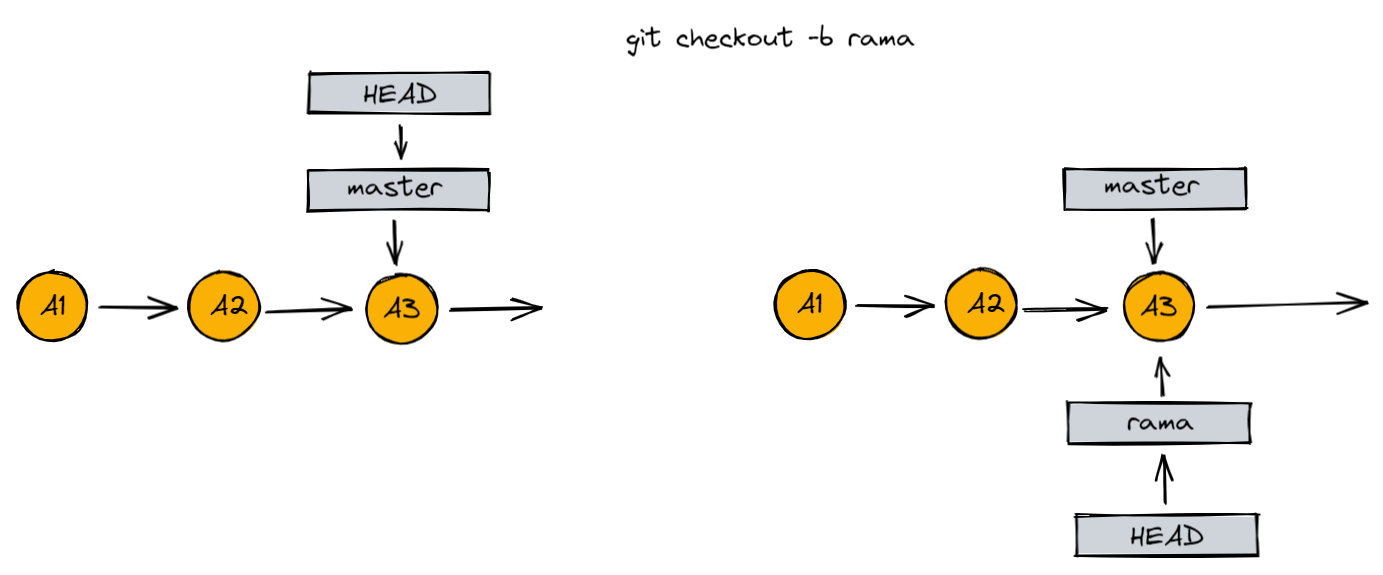 git checkout -b rama
HEAD
master
A1
A2
A3
master
A1
A2
A3
rama
HEAD